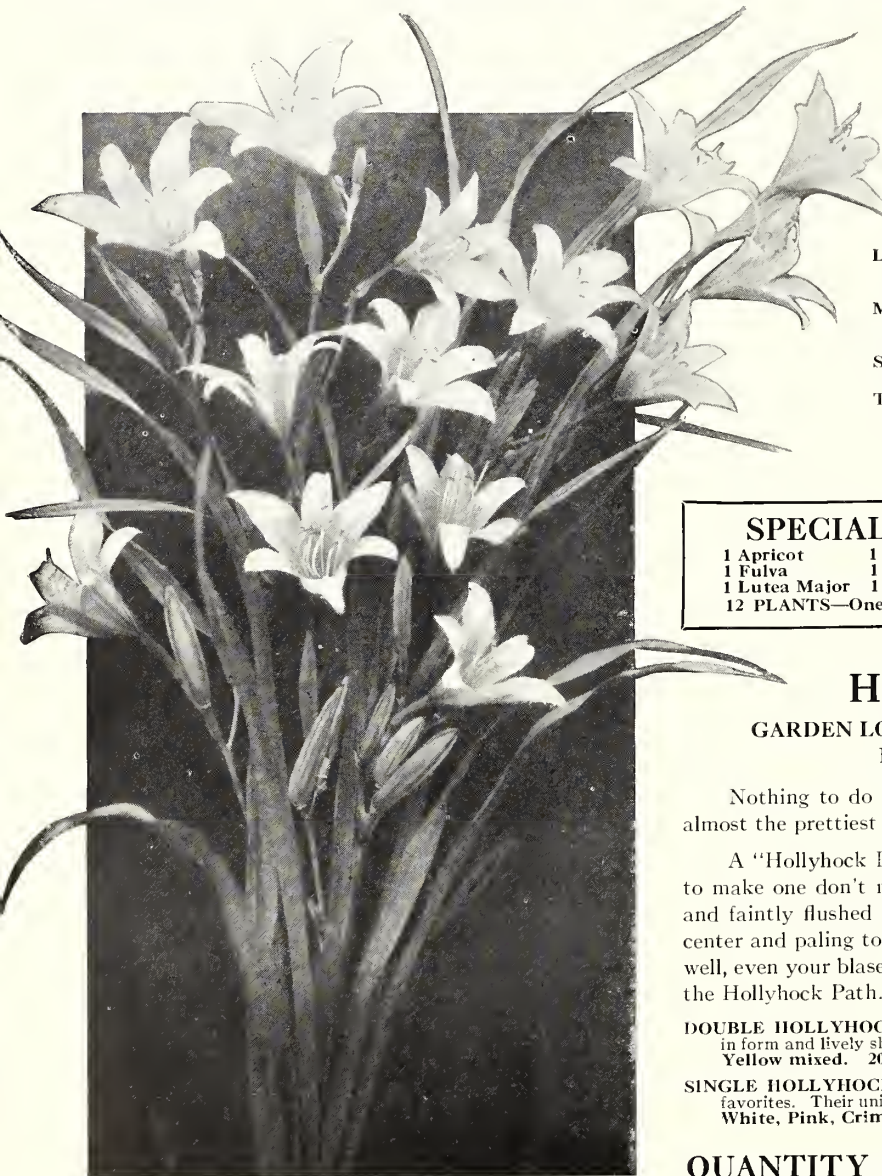 L
M
S
T
SPECIAL
1 Apricot 1
1 Fulva 1
1 Lutea Major 1
12 PLANTS—One
H
GARDEN LO
Nothing to do
almost the prettiest
A "Hollyhock
to make one don't
and faintly flushed
center and paling to
well, even your blase
the Hollyhock Path.
DOUBLE HOLLYHOC
in form and lively sh
Yellow mixed. 20
SINGLE HOLLYHOC
favorites. Their uni
White, Pink, Crim
QUANTITY